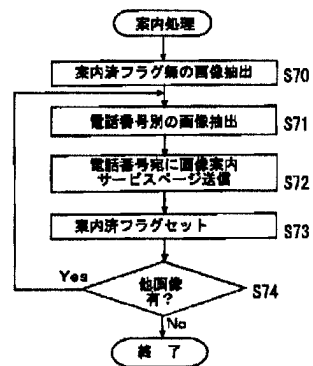 案内処理
案内済フラグ無の画像抽出 S70
電話番号別の画像抽出 S71
電話番号宛に画像案内
サービスページ送信 S72
案内済フラグセット S73
Yes
他画像
有? S74
No
終 了